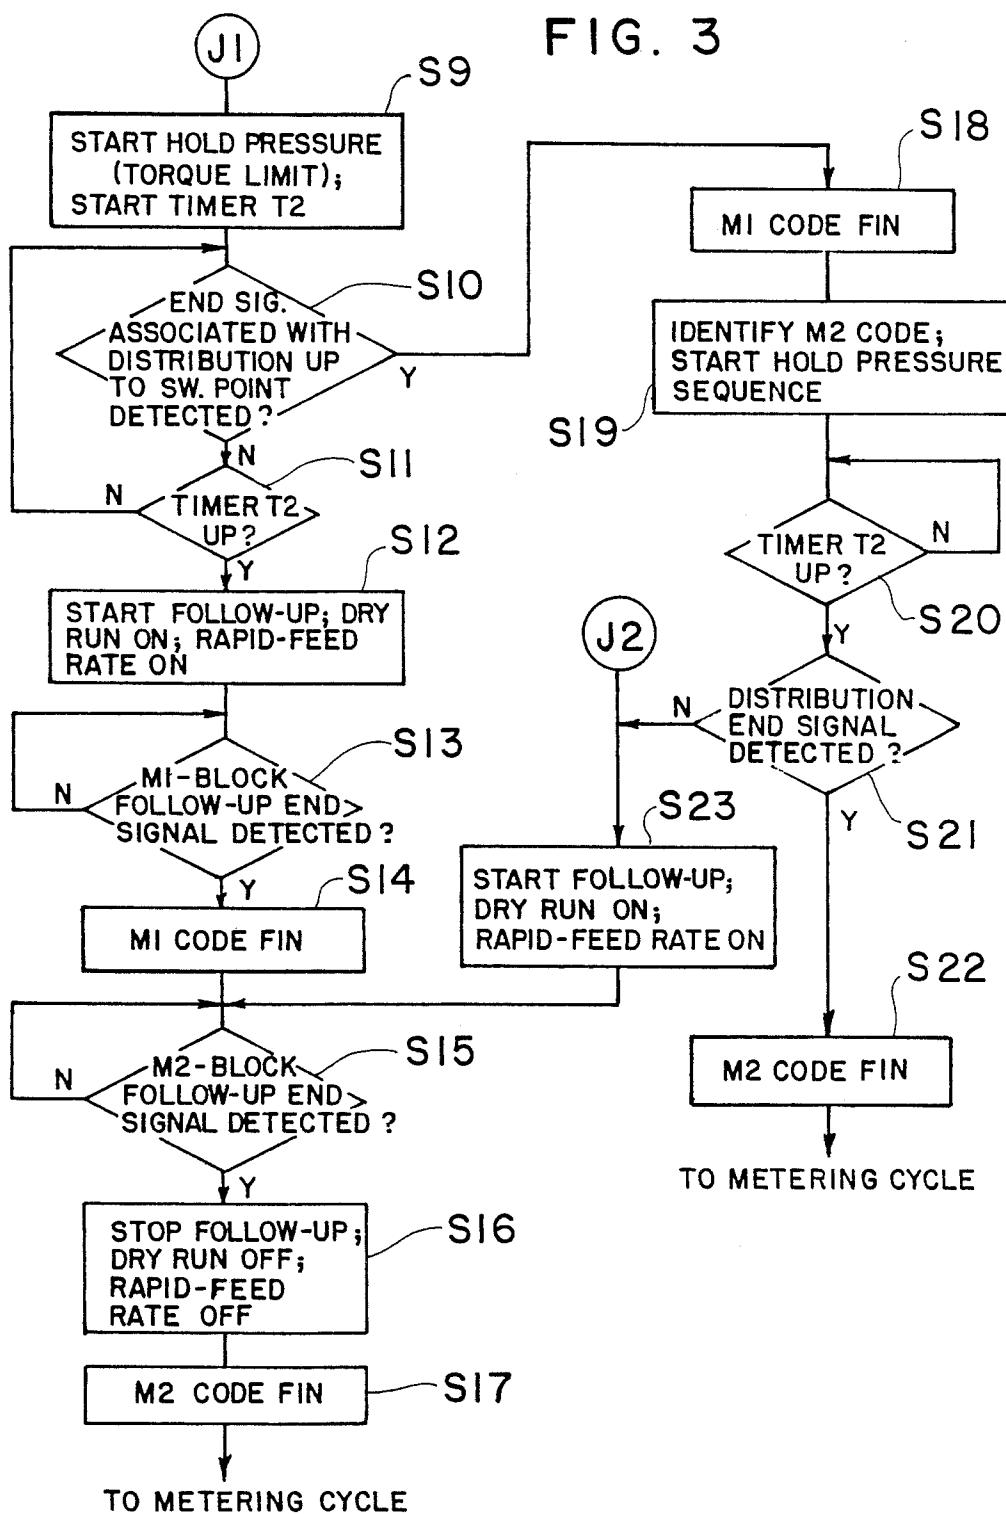 FIG. 3
J1
S9
START HOLD PRESSURE
(TORQUE LIMIT);
START TIMER T2
S10
END SIG.
ASSOCIATED WITH
DISTRIBUTION UP
TO SW. POINT
DETECTED?
Y
N
S11
N
TIMER T2
UP?
Y
S12
START FOLLOW-UP; DRY
RUN ON; RAPID-FEED
RATE ON
S13
M1-BLOCK
N
FOLLOW-UP END
SIGNAL DETECTED?
Y
S14
M1 CODE FIN
S15
M2-BLOCK
N
FOLLOW-UP END
SIGNAL DETECTED?
Y
S16
STOP FOLLOW-UP;
DRY RUN OFF;
RAPID-FEED
RATE OFF
S17
M2 CODE FIN
TO METERING CYCLE
S18
M1 CODE FIN
IDENTIFY M2 CODE;
START HOLD PRESSURE
SEQUENCE
S19
N
TIMER T2
UP?
S20
Y
J2
DISTRIBUTION
N
END SIGNAL
DETECTED?
S21
Y
S23
START FOLLOW-UP;
DRY RUN ON;
RAPID-FEED RATE ON
S22
M2 CODE FIN
TO METERING CYCLE